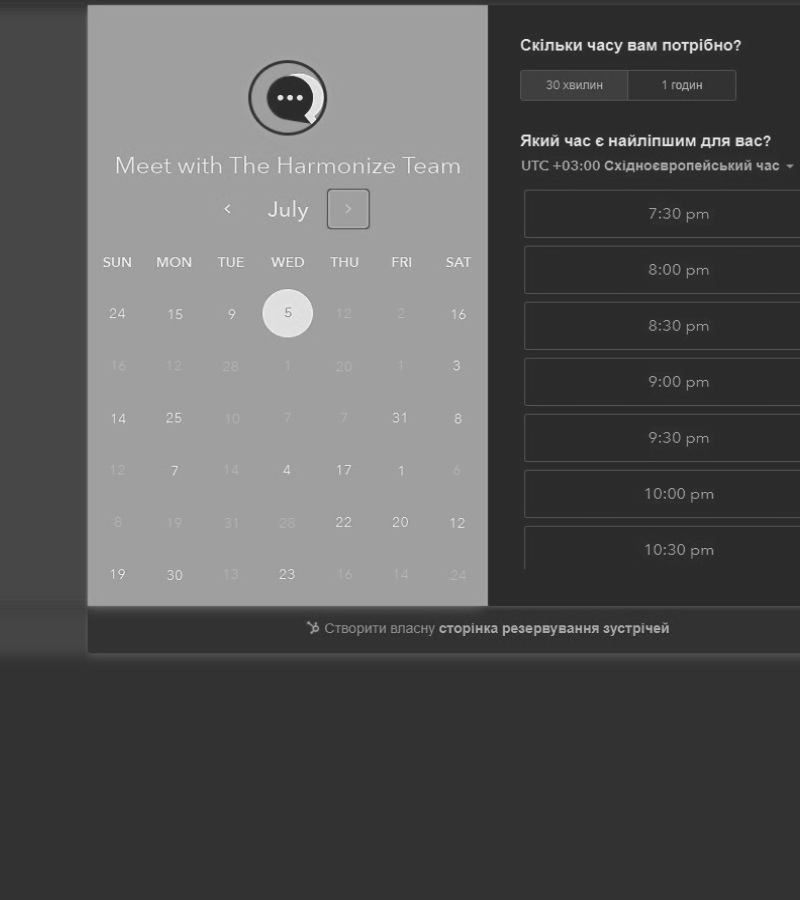 Meet with The Harmonize Team
July
SUN MON TUE WED THU FRI SAT
24 15 9 5 12 2 16
16 12 28 1 20 1 3
14 25 10 7 7 31 8
12 7 14 4 17 1 6
8 19 31 28 22 20 12
19 30 13 23 16 14 24
Скільки часу вам потрібно?
30 хвилин 1 годин
Який час є найліпшим для вас?
UTC +03:00 Східноєвропейський час
7:30 pm
8:00 pm
8:30 pm
9:00 pm
9:30 pm
10:00 pm
10:30 pm
Створити власну сторінка резервування зустрічей